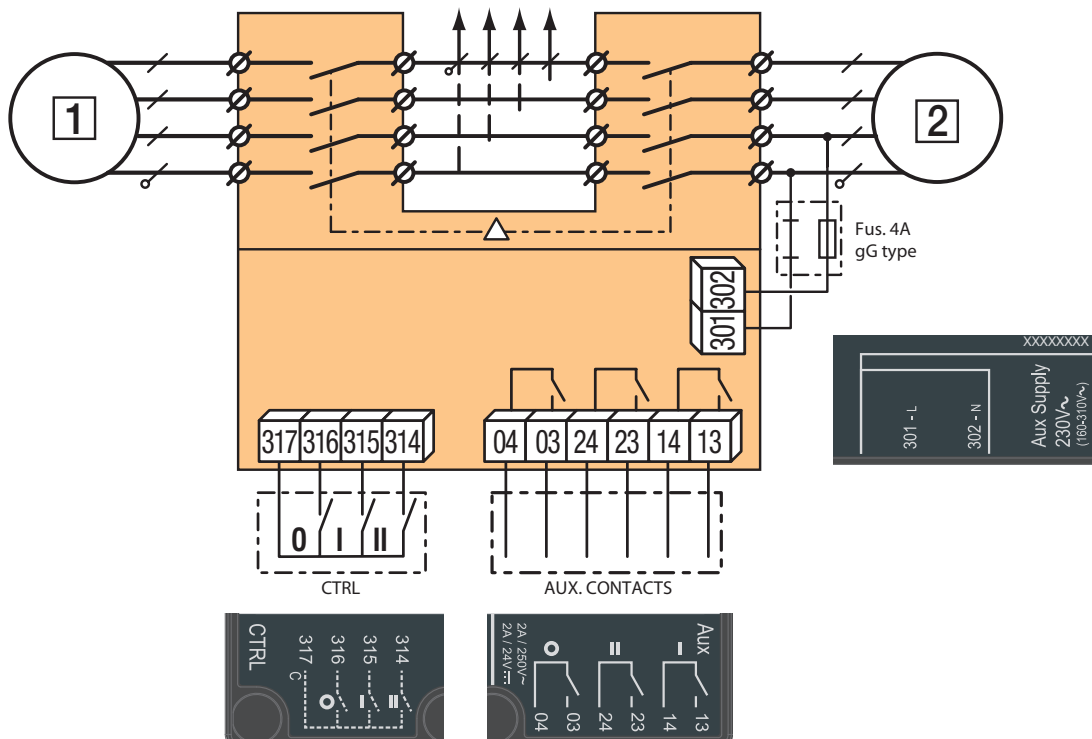 1
2
Fus. 4A
gG type
302
301
XXXXXXXX
301 - L
302 - N
Aux Supply
230V~
(160-310V~)
317 316 315 314
04 03 24 23 14 13
0 I II
CTRL
AUX. CONTACTS
CTRL
317 316 315 314
C
O I II
2A / 250V~
2A / 24V⎓
O II I
Aux
04 03 24 23 14 13